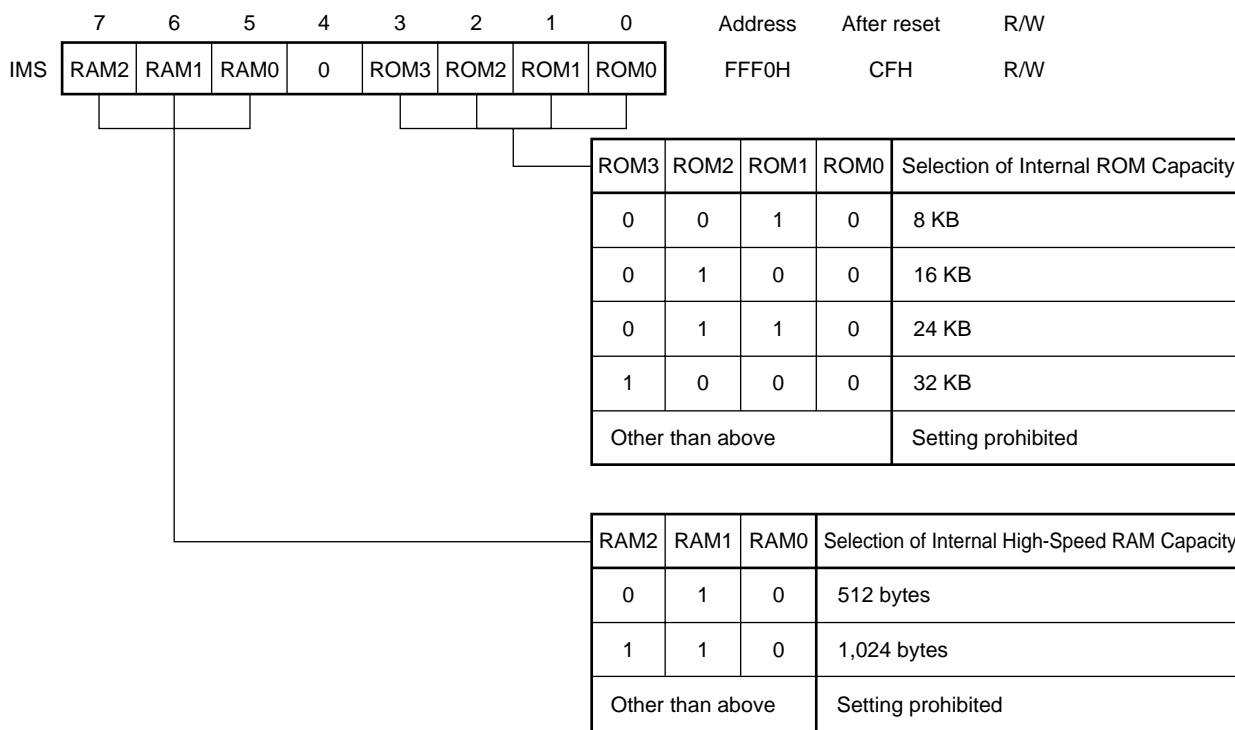 7 6 5 4 3 2 1 0 Address After reset R/W
IMS RAM2 RAM1 RAM0 0 ROM3 ROM2 ROM1 ROM0 FFF0H CFH R/W
ROM3 ROM2 ROM1 ROM0 Selection of Internal ROM Capacity
0 0 1 0 8 KB
0 1 0 0 16 KB
0 1 1 0 24 KB
1 0 0 0 32 KB
Other than above Setting prohibited
RAM2 RAM1 RAM0 Selection of Internal High-Speed RAM Capacity
0 1 0 512 bytes
1 1 0 1,024 bytes
Other than above Setting prohibited